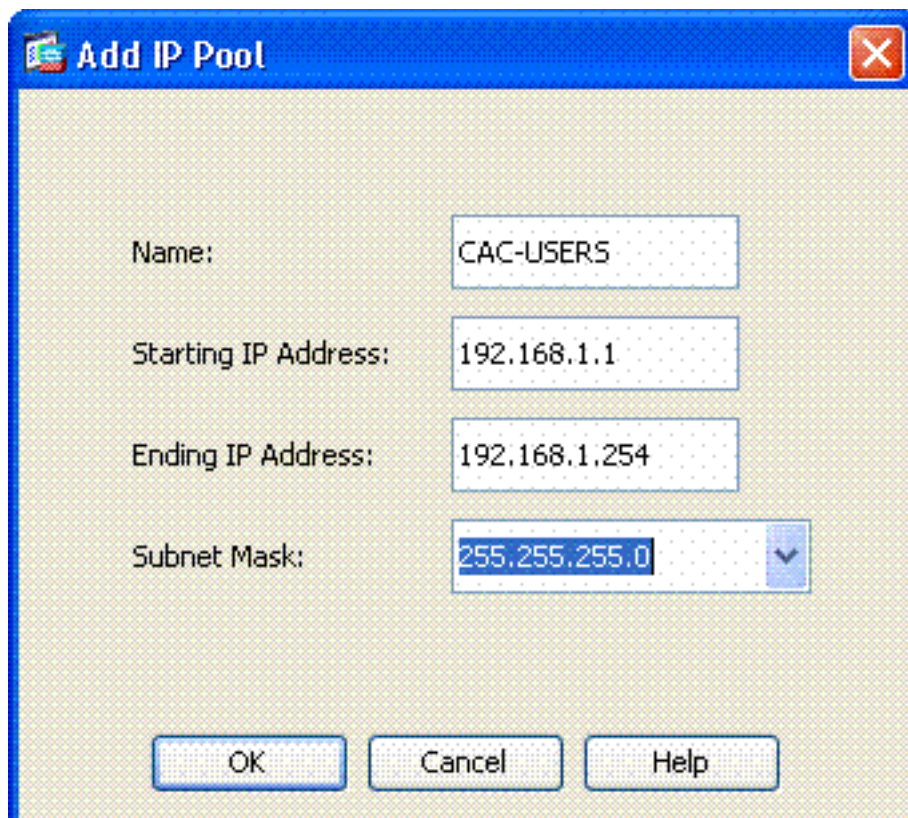 Add IP Pool
Name: CAC-USERS
Starting IP Address: 192.168.1.1
Ending IP Address: 192.168.1.254
Subnet Mask: 255.255.255.0
OK Cancel Help